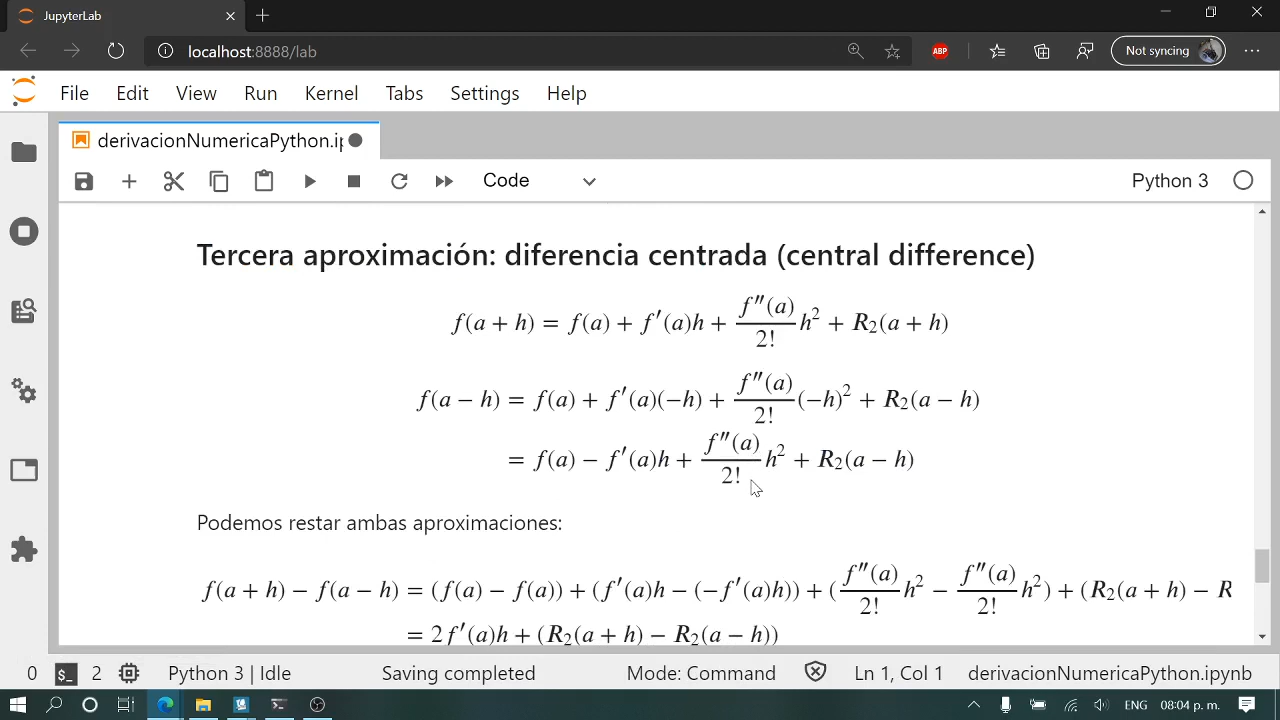 JupyterLab
localhost:8888/lab
ABP
Not syncing
File Edit View Run Kernel Tabs Settings Help
derivacionNumericaPython.ip
Code
Python 3
Tercera aproximación: diferencia centrada (central difference)
f(a + h) = f(a) + f′(a)h + f″(a)/2! h² + R₂(a + h)
f(a − h) = f(a) + f′(a)(−h) + f″(a)/2! (−h)² + R₂(a − h)
= f(a) − f′(a)h + f″(a)/2! h² + R₂(a − h)
Podemos restar ambas aproximaciones:
f(a + h) − f(a − h) = (f(a) − f(a)) + (f′(a)h − (−f′(a)h)) + (f″(a)/2! h² − f″(a)/2! h²) + (R₂(a + h) − R
= 2f′(a)h + (R₂(a + h) − R₂(a − h))
0 $_ 2 Python 3 | Idle Saving completed Mode: Command Ln 1, Col 1 derivacionNumericaPython.ipynb
ENG 08:04 p. m.